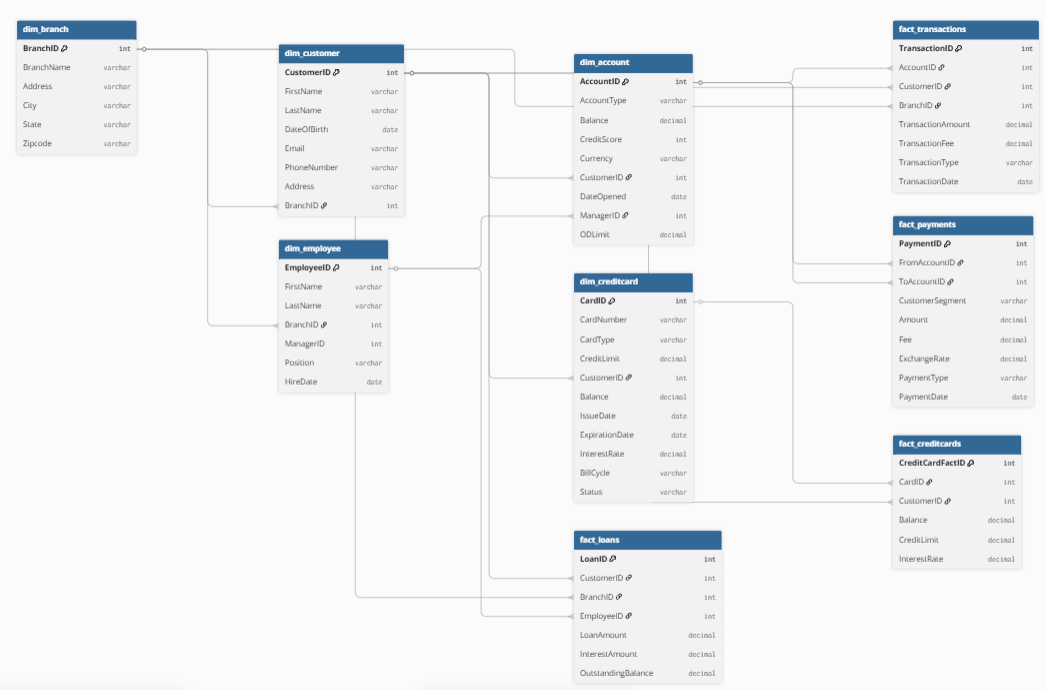 dim_branch
BranchID int
BranchName varchar
Address varchar
City varchar
State varchar
Zipcode varchar
dim_customer
CustomerID int
FirstName varchar
LastName varchar
DateOfBirth date
Email varchar
PhoneNumber varchar
Address varchar
BranchID int
dim_employee
EmployeeID int
FirstName varchar
LastName varchar
BranchID int
ManagerID int
Position varchar
HireDate date
dim_account
AccountID int
AccountType varchar
Balance decimal
CreditScore int
Currency varchar
CustomerID int
DateOpened date
ManagerID int
ODLimit decimal
dim_creditcard
CardID int
CardNumber varchar
CardType varchar
CreditLimit decimal
CustomerID int
Balance decimal
IssueDate date
ExpirationDate date
InterestRate decimal
BillCycle varchar
Status varchar
fact_loans
LoanID int
CustomerID int
BranchID int
EmployeeID int
LoanAmount decimal
InterestAmount decimal
OutstandingBalance decimal
fact_transactions
TransactionID int
AccountID int
CustomerID int
BranchID int
TransactionAmount decimal
TransactionFee decimal
TransactionType varchar
TransactionDate date
fact_payments
PaymentID int
FromAccountID int
ToAccountID int
CustomerSegment varchar
Amount decimal
Fee decimal
ExchangeRate decimal
PaymentType varchar
PaymentDate date
fact_creditcards
CreditCardFactID int
CardID int
CustomerID int
Balance decimal
CreditLimit decimal
InterestRate decimal